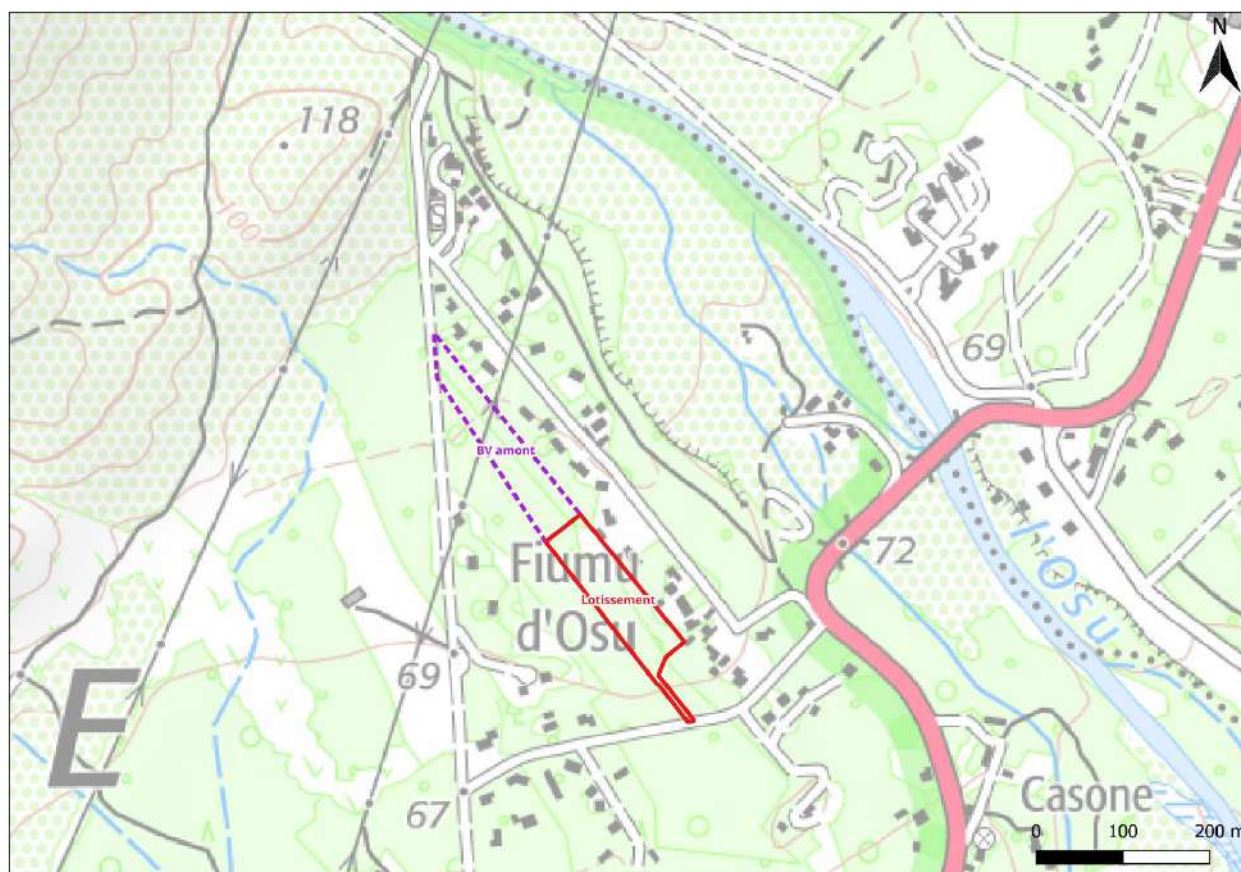 N
118
100
69
BV amont
Fiumu
d'Osu
Lotissement
72
l'Osu
69
E
67
Casone
0 100 200 m